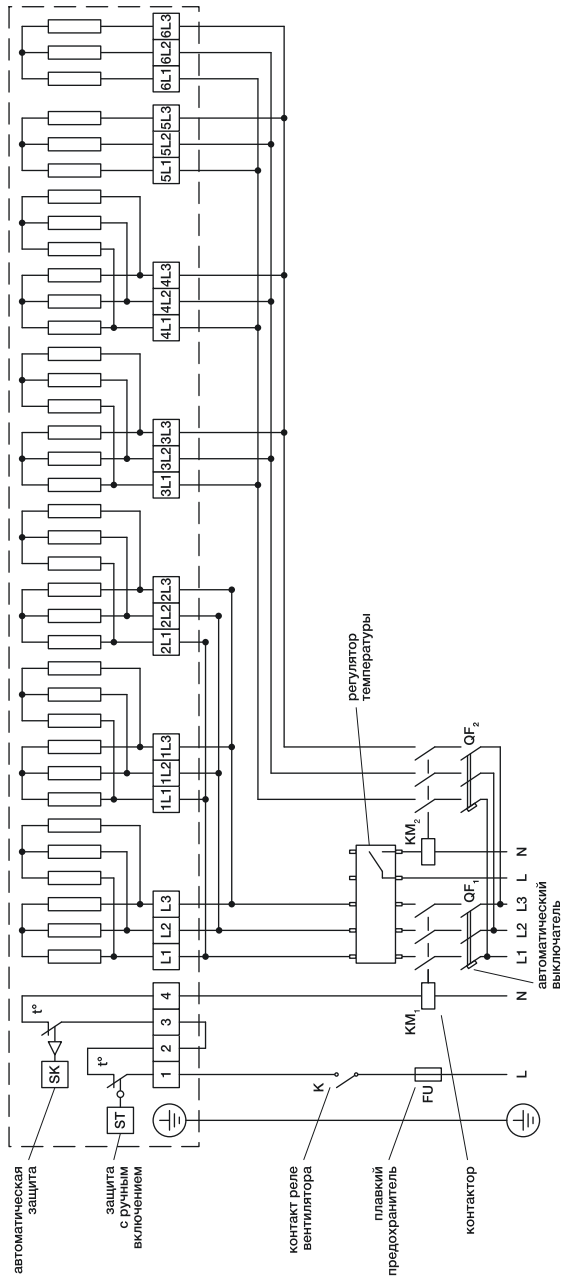 автоматическая
защита
защита
с ручным
включением
контакт реле
вентилятора
плавкий
предохранитель
контактор
SK
t°
ST
t°
1
2
3
4
L1
L2
L3
1L1
1L2
1L3
2L1
2L2
2L3
3L1
3L2
3L3
4L1
4L2
4L3
5L1
5L2
5L3
6L1
6L2
6L3
K
FU
L
KM1
N
QF1
L1
L2
L3
L
N
KM2
QF2
регулятор
температуры
автоматический
выключатель